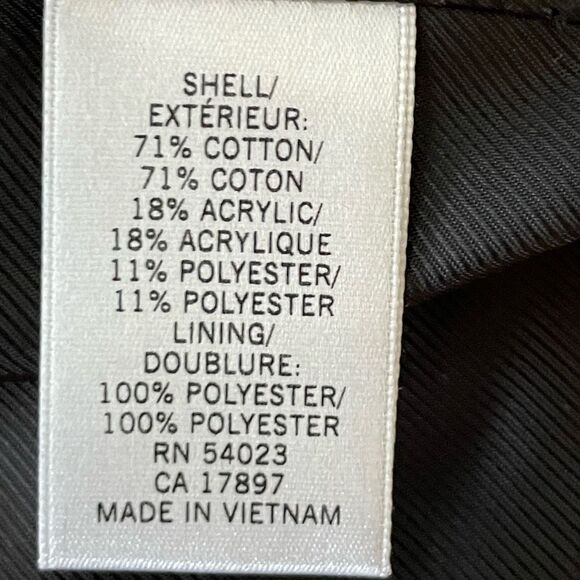 SHELL/
EXTÉRIEUR:
71% COTTON/
71% COTON
18% ACRYLIC/
18% ACRYLIQUE
11% POLYESTER/
11% POLYESTER
LINING/
DOUBLURE:
100% POLYESTER/
100% POLYESTER
RN 54023
CA 17897
MADE IN VIETNAM